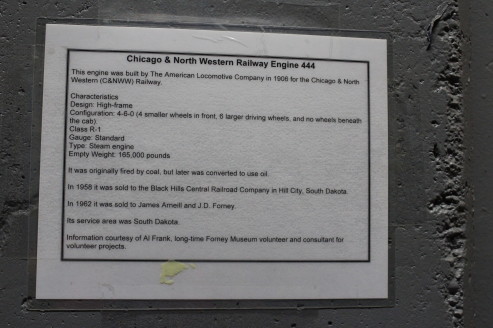 Chicago & North Western Railway Engine 444
This engine was built by The American Locomotive Company in 1906 for the Chicago & North
Western (C&NWW) Railway.
Characteristics
Design: High-frame
Configuration: 4-6-0 (4 smaller wheels in front, 6 larger driving wheels, and no wheels beneath
the cab).
Class R-1
Gauge: Standard
Type: Steam engine
Empty Weight: 165,000 pounds
It was originally fired by coal, but later was converted to use oil.
In 1958 it was sold to the Black Hills Central Railroad Company in Hill City, South Dakota.
In 1962 it was sold to James Arneill and J.D. Forney.
Its service area was South Dakota.
Information courtesy of Al Frank, long-time Forney Museum volunteer and consultant for
volunteer projects.